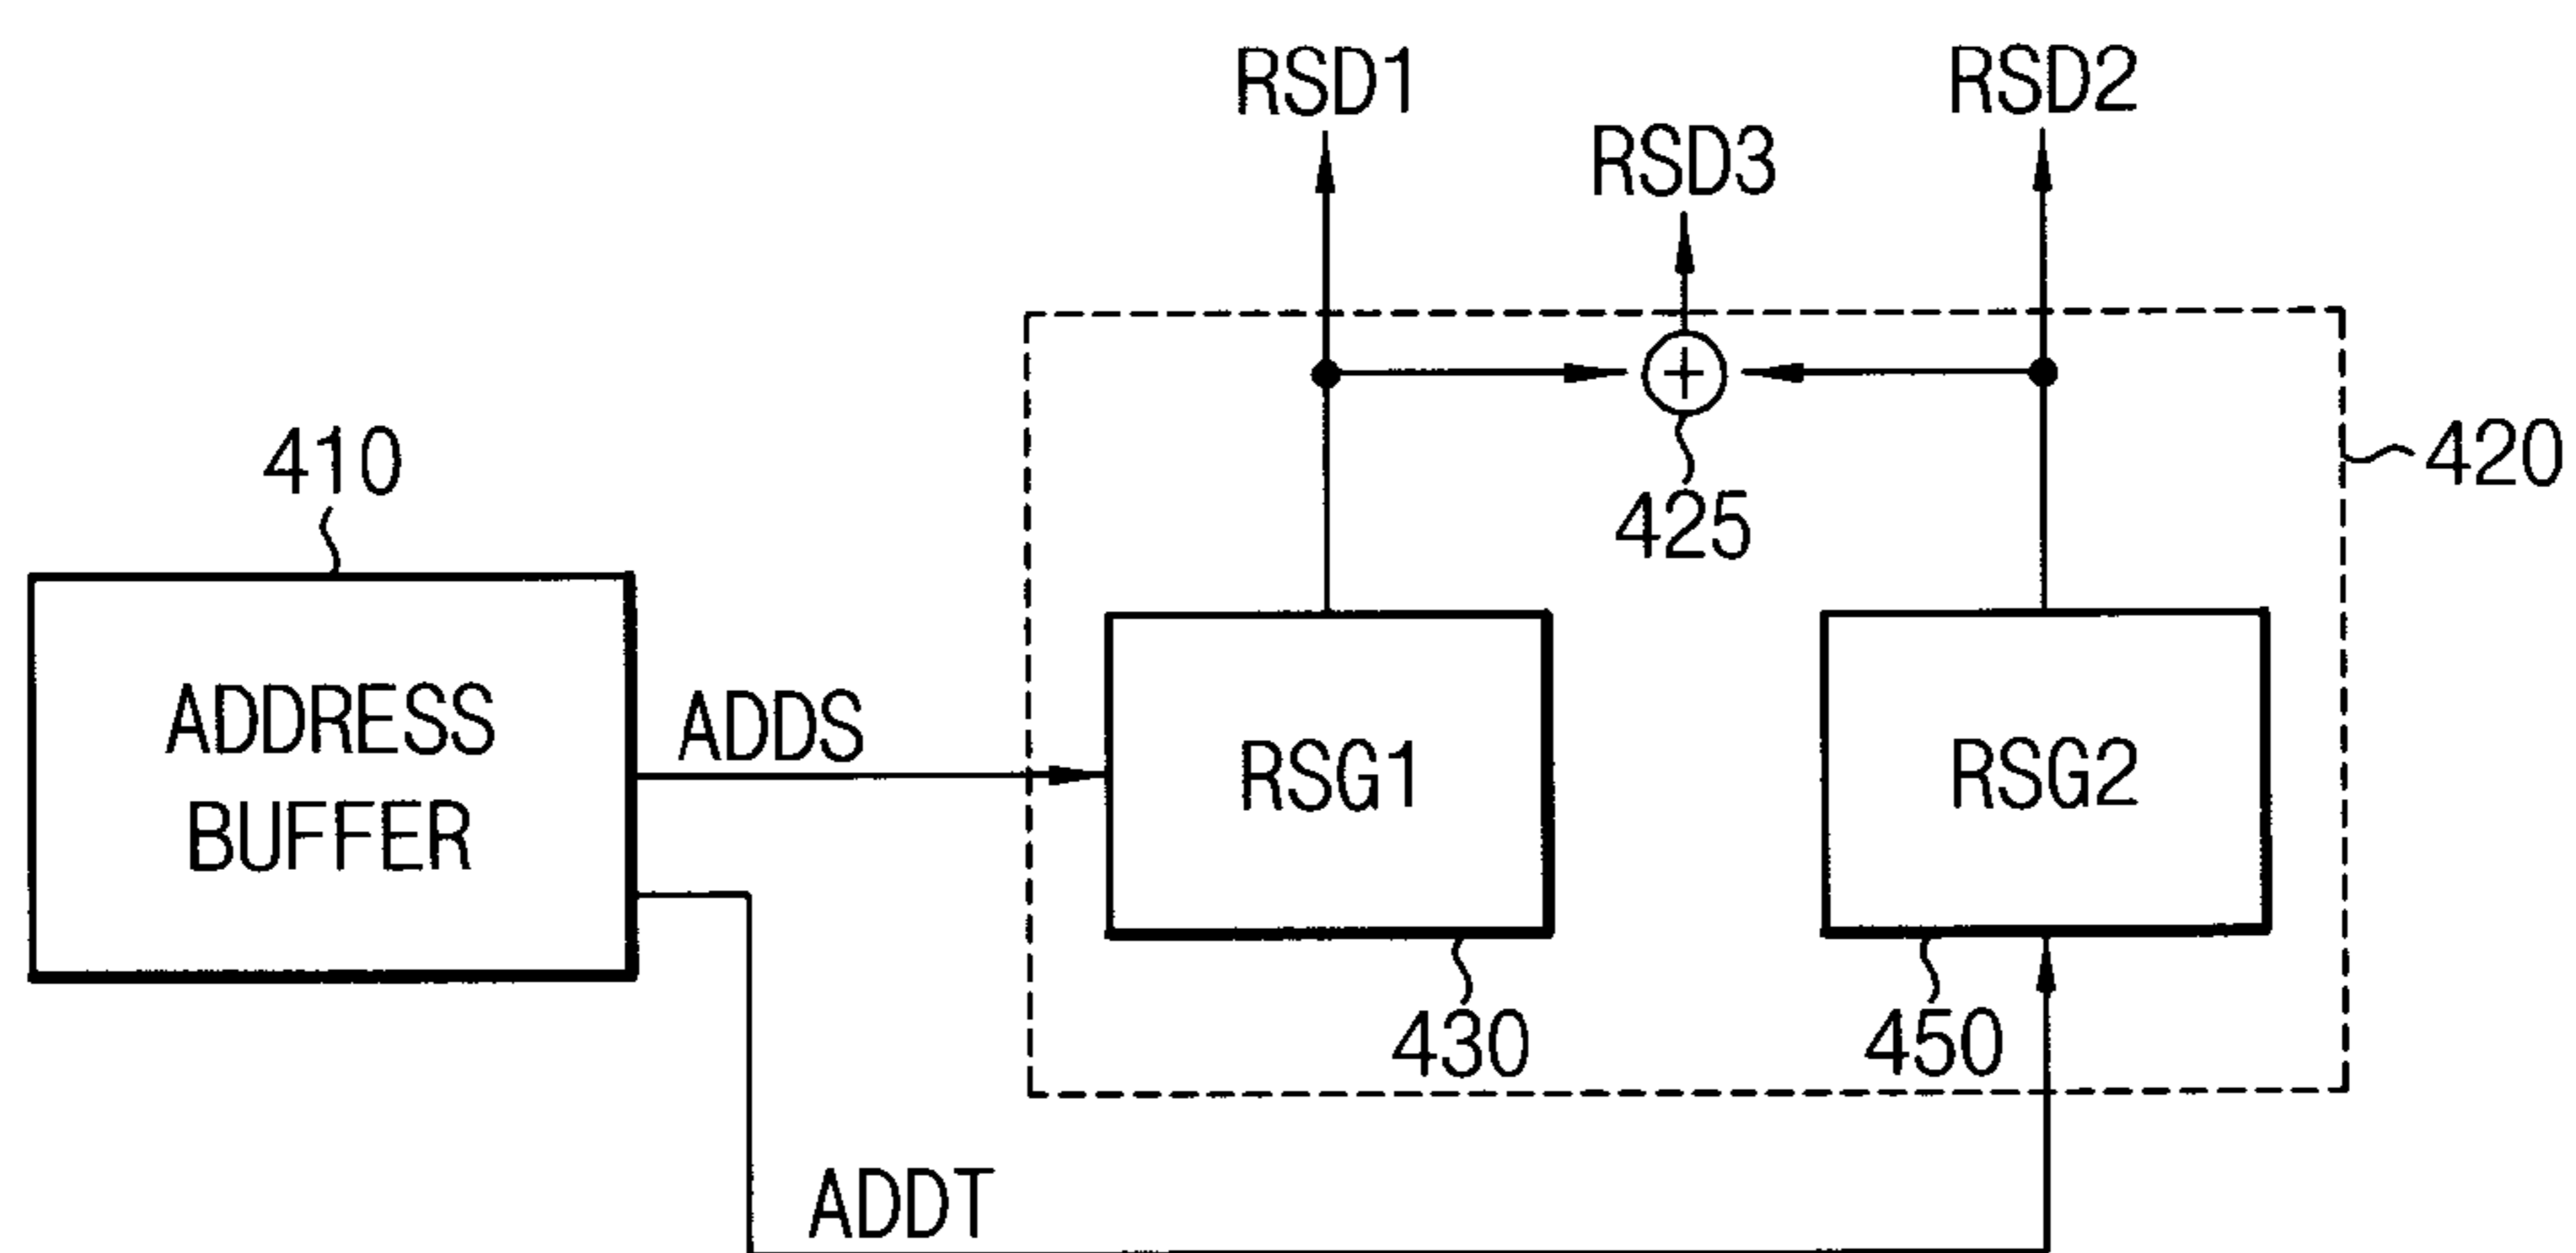 RSD1
RSD2
RSD3
410
420
425
ADDRESS
BUFFER
ADDS
RSG1
RSG2
430
450
ADDT